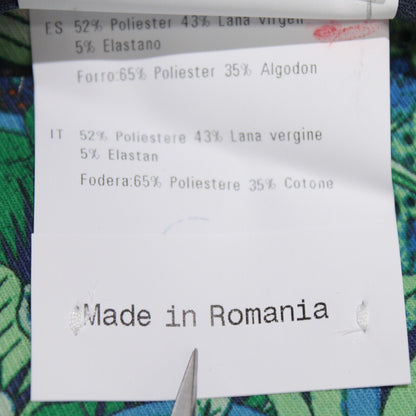 ES 52% Poliester 43% Lana virgen
5% Elastano
Forro:65% Poliester 35% Algodon
IT 52% Poliestere 43% Lana vergine
5% Elastan
Fodera:65% Poliestere 35% Cotone
Made in Romania